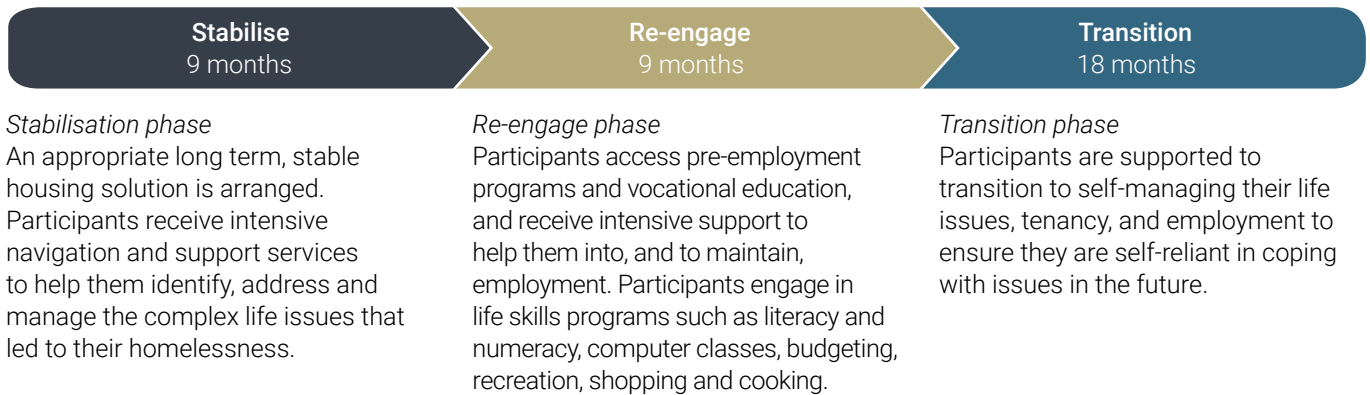 Stabilise
9 months
Re-engage
9 months
Transition
18 months
Stabilisation phase
An appropriate long term, stable
housing solution is arranged.
Participants receive intensive
navigation and support services
to help them identify, address and
manage the complex life issues that
led to their homelessness.
Re-engage phase
Participants access pre-employment
programs and vocational education,
and receive intensive support to
help them into, and to maintain,
employment. Participants engage in
life skills programs such as literacy and
numeracy, computer classes, budgeting,
recreation, shopping and cooking.
Transition phase
Participants are supported to
transition to self-managing their life
issues, tenancy, and employment to
ensure they are self-reliant in coping
with issues in the future.